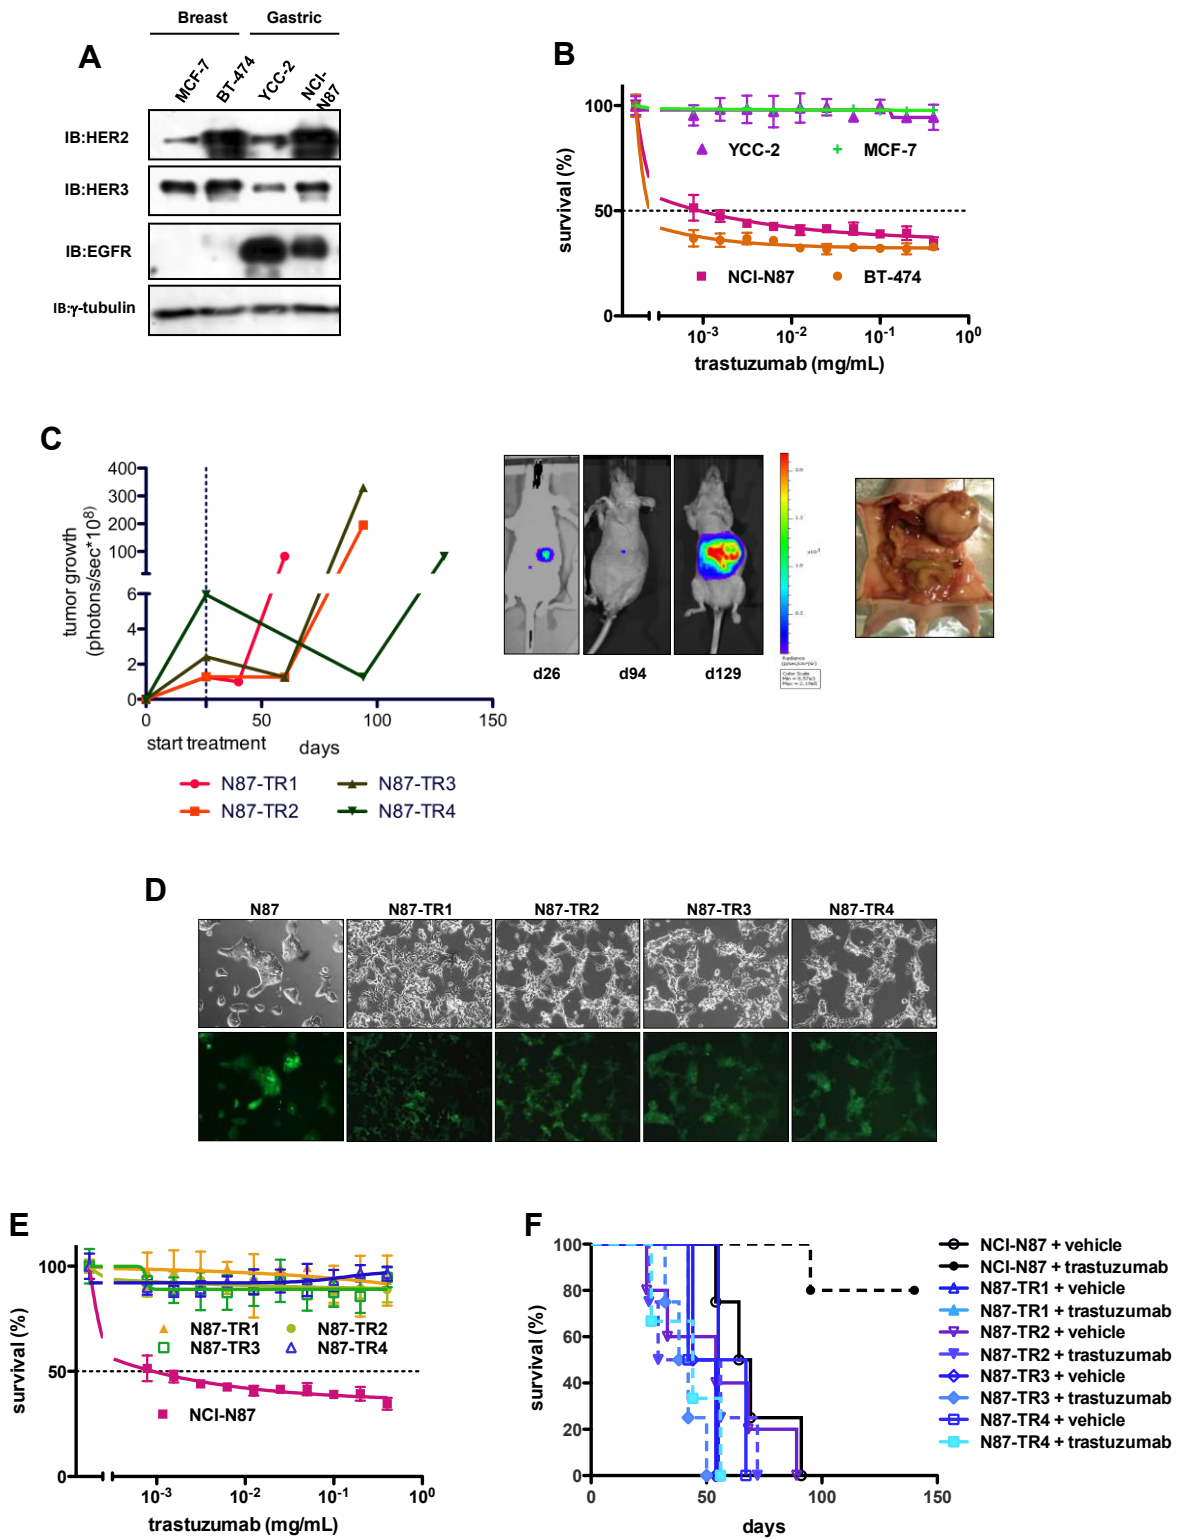 Breast Gastric
A
MCF-7 BT-474 YCC-2 NCI-N87
IB:HER2
IB:HER3
IB:EGFR
IB:γ-tubulin
B
survival (%)
100
50
0
YCC-2 MCF-7
NCI-N87 BT-474
10-3 10-2 10-1 100
trastuzumab (mg/mL)
C
tumor growth
(photons/sec*108)
400
300
200
100
6
4
2
0
0 50 100 150
start treatment days
N87-TR1 N87-TR3
N87-TR2 N87-TR4
d26 d94 d129
Radiance
(p/sec/cm²/sr)
Color Scale
D
N87 N87-TR1 N87-TR2 N87-TR3 N87-TR4
E
survival (%)
100
50
0
N87-TR1 N87-TR2
N87-TR3 N87-TR4
NCI-N87
10-3 10-2 10-1 100
trastuzumab (mg/mL)
F
survival (%)
100
80
60
40
20
0
0 50 100 150
days
NCI-N87 + vehicle
NCI-N87 + trastuzumab
N87-TR1 + vehicle
N87-TR1 + trastuzumab
N87-TR2 + vehicle
N87-TR2 + trastuzumab
N87-TR3 + vehicle
N87-TR3 + trastuzumab
N87-TR4 + vehicle
N87-TR4 + trastuzumab